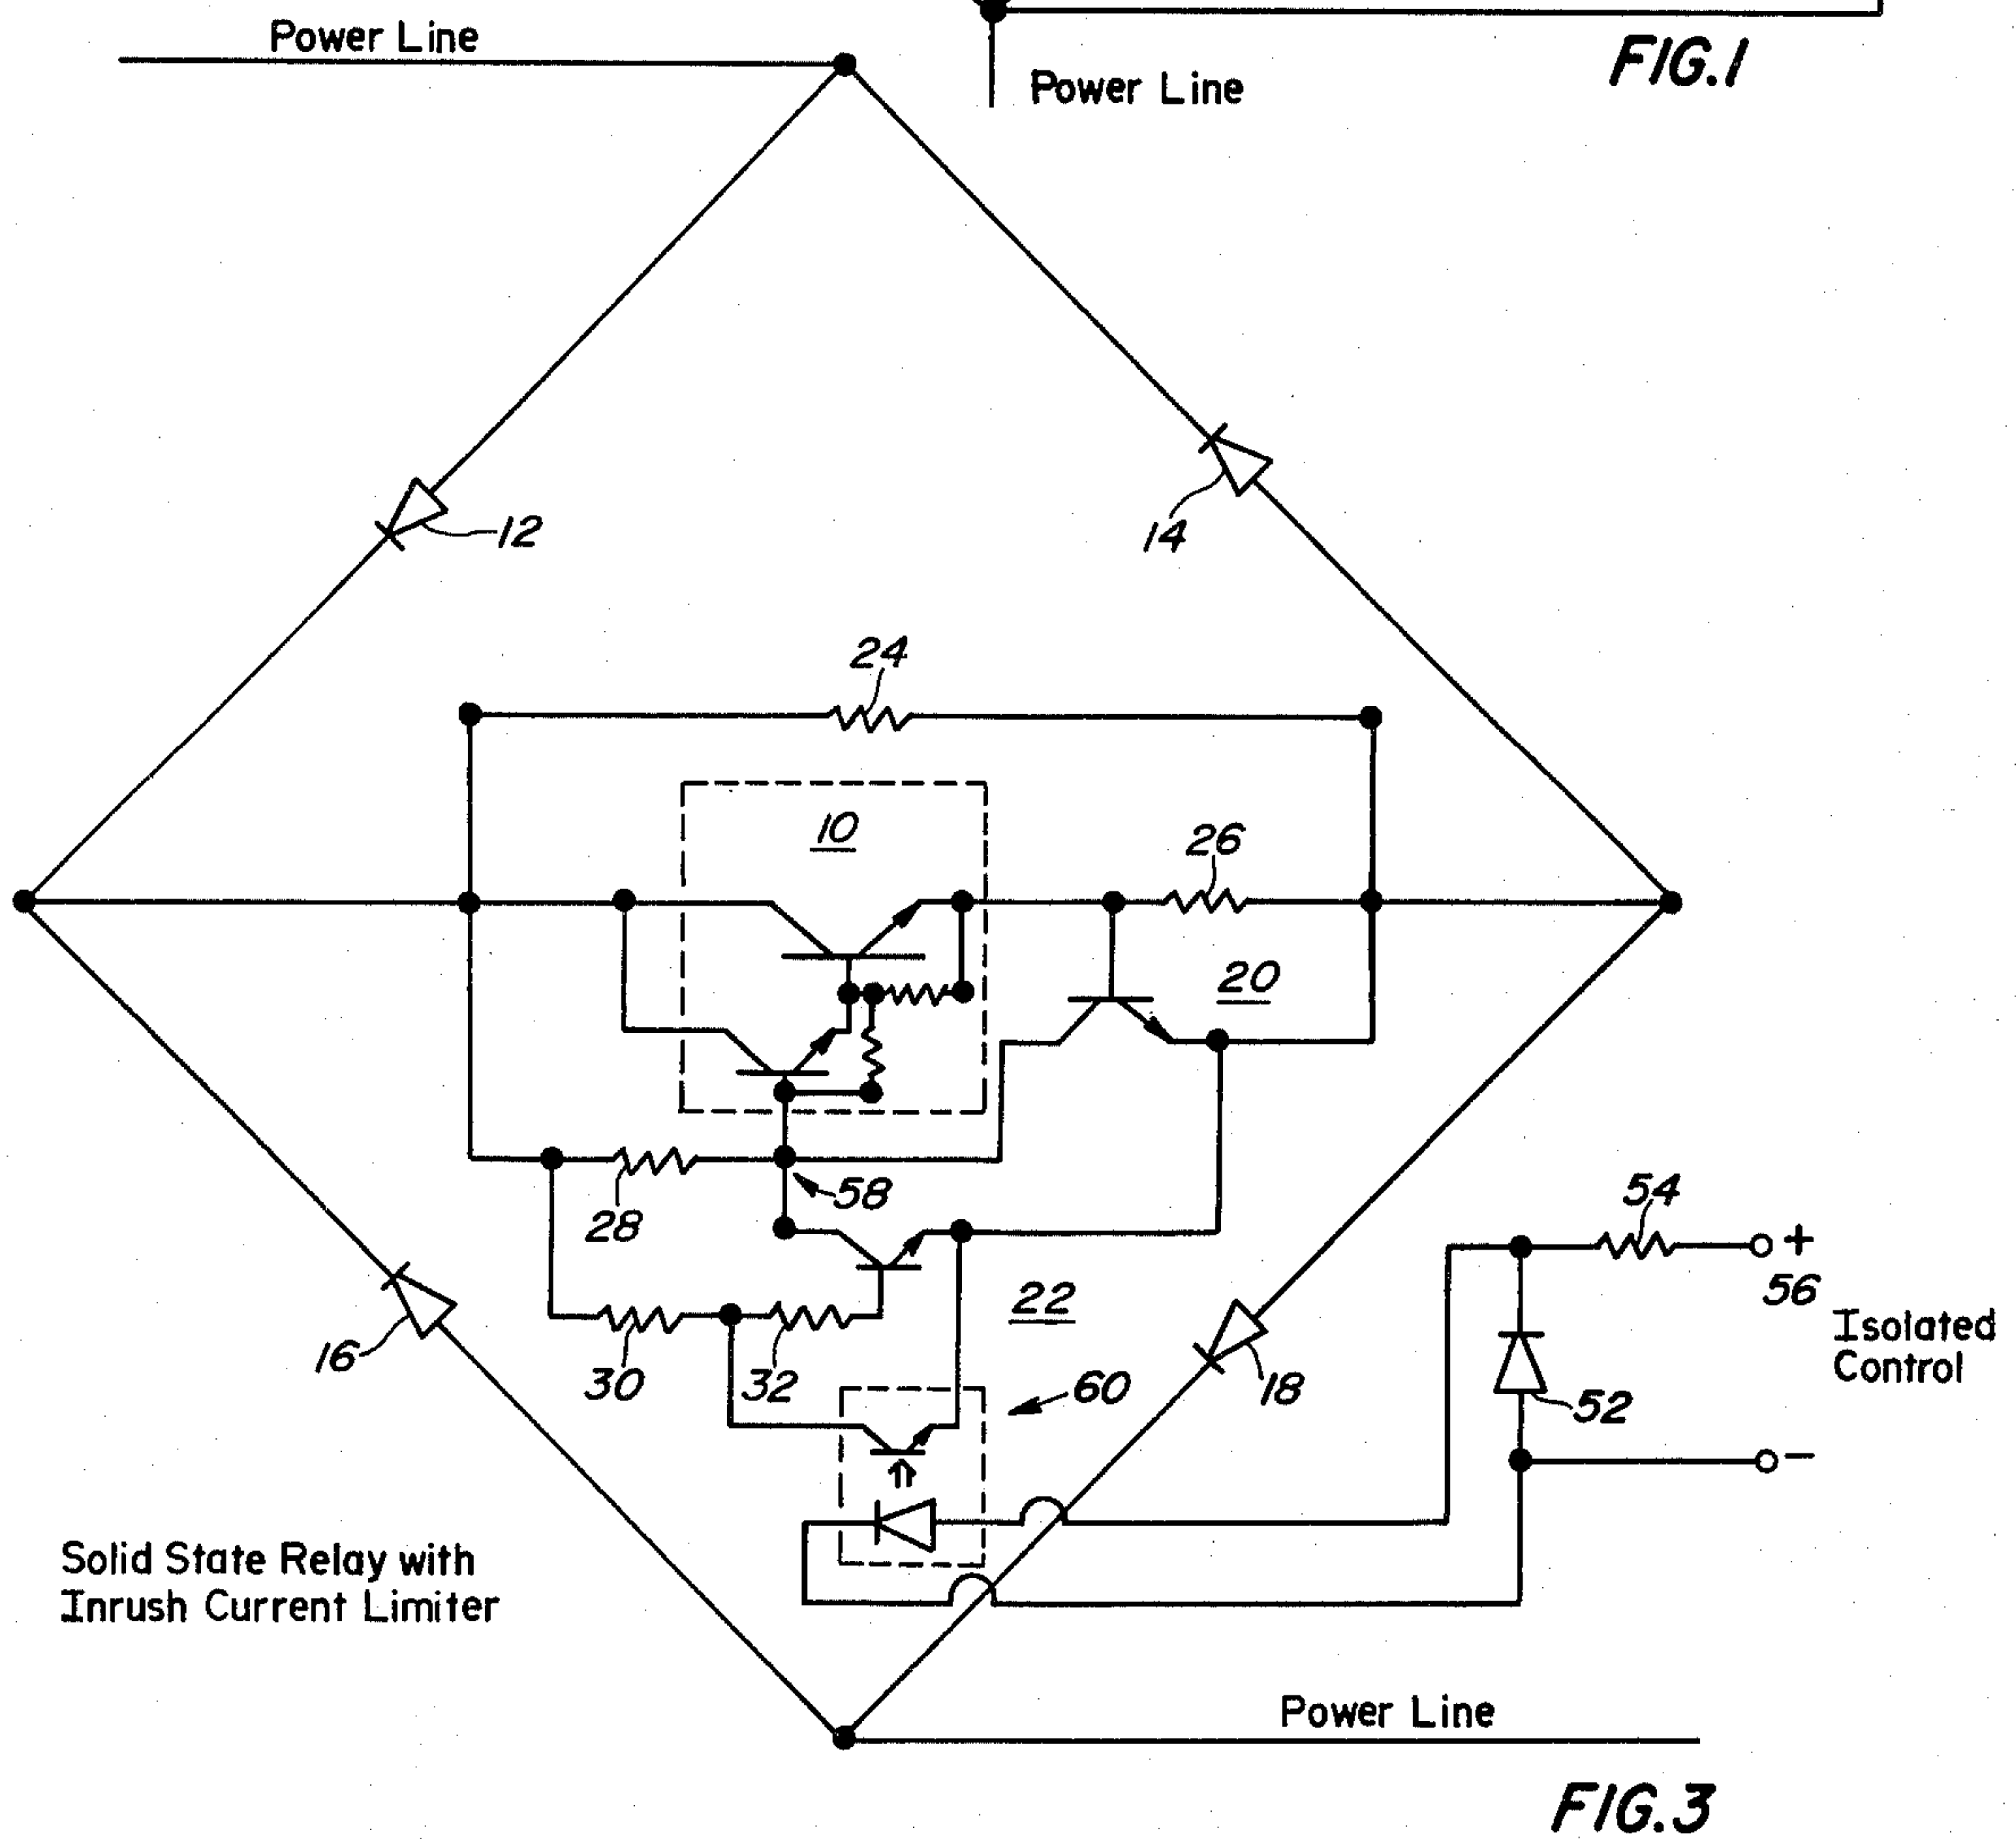 Power Line
Power Line
FIG.1
12
14
24
10
26
20
58
28
54
+
56
Isolated
Control
22
16
30
32
60
18
52
−
Solid State Relay with
Inrush Current Limiter
Power Line
FIG.3